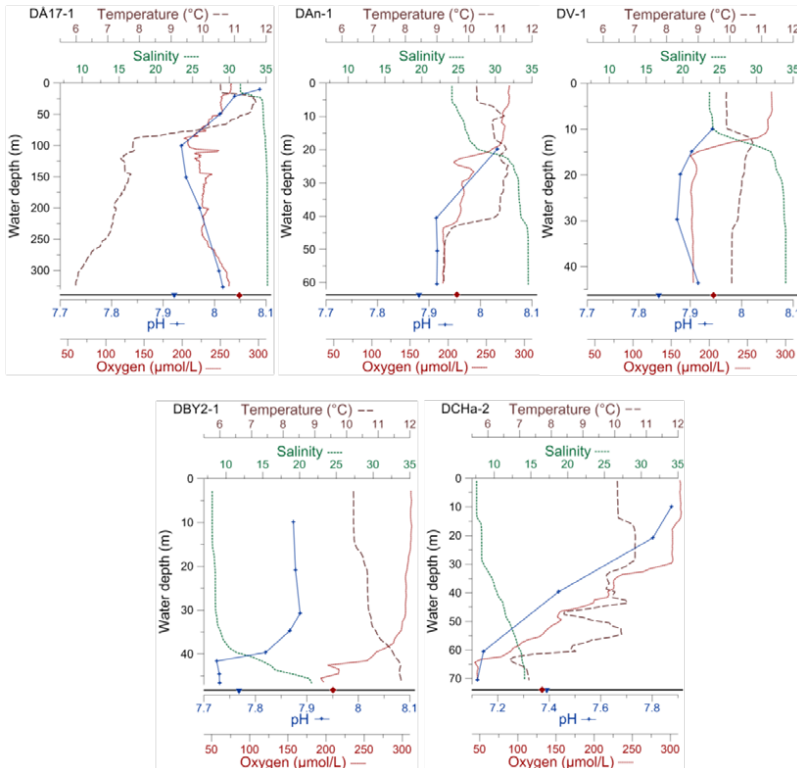 DÅ17-1 Temperature (°C)
6 7 8 9 10 11 12
Salinity
10 15 20 25 30 34
0
50
100
150
200
250
300
Water depth (m)
7.7 7.8 7.9 8 8.1
pH
50 100 150 200 250 300
Oxygen (µmol/L)
DAn-1 Temperature (°C)
6 7 8 9 10 11 12
Salinity
10 15 20 25 30 34
0
10
20
30
40
50
60
Water depth (m)
7.7 7.8 7.9 8 8.1
pH
50 100 150 200 250 300
Oxygen (µmol/L)
DV-1 Temperature (°C)
6 7 8 9 10 11 12
Salinity
10 15 20 25 30 34
0
10
20
30
40
Water depth (m)
7.7 7.8 7.9 8 8.1
pH
50 100 150 200 250 300
Oxygen (µmol/L)
DBY2-1 Temperature (°C)
6 7 8 9 10 11 12
Salinity
10 15 20 25 30 35
0
10
20
30
40
Water depth (m)
7.7 7.8 7.9 8 8.1
pH
50 100 150 200 250 300
Oxygen (µmol/L)
DCHa-2 Temperature (°C)
6 7 8 9 10 11 12
Salinity
10 15 20 25 30 34
0
10
20
30
40
50
60
70
Water depth (m)
7.2 7.4 7.6 7.8
pH
50 100 150 200 250 300
Oxygen (µmol/L)